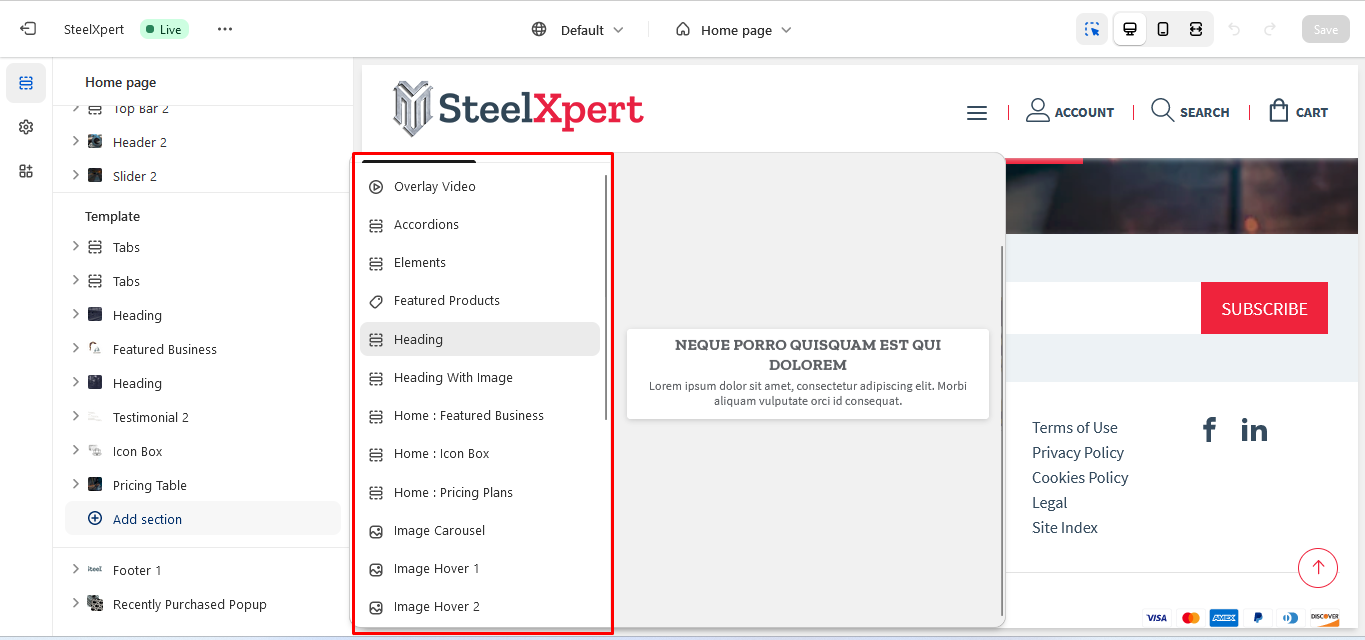 SteelXpert
Live
Default
Home page
Save
Home page
Top Bar 2
Header 2
Slider 2
Template
Tabs
Tabs
Heading
Featured Business
Heading
Testimonial 2
Icon Box
Pricing Table
Add section
Footer 1
Recently Purchased Popup
Overlay Video
Accordions
Elements
Featured Products
Heading
Heading With Image
Home : Featured Business
Home : Icon Box
Home : Pricing Plans
Image Carousel
Image Hover 1
Image Hover 2
NEQUE PORRO QUISQUAM EST QUI
DOLOREM
Lorem ipsum dolor sit amet, consectetur adipiscing elit. Morbi
aliquam vulputate orci id consequat.
SteelXpert
ACCOUNT
SEARCH
CART
SUBSCRIBE
Terms of Use
Privacy Policy
Cookies Policy
Legal
Site Index
VISA
AMEX
DISCOVER